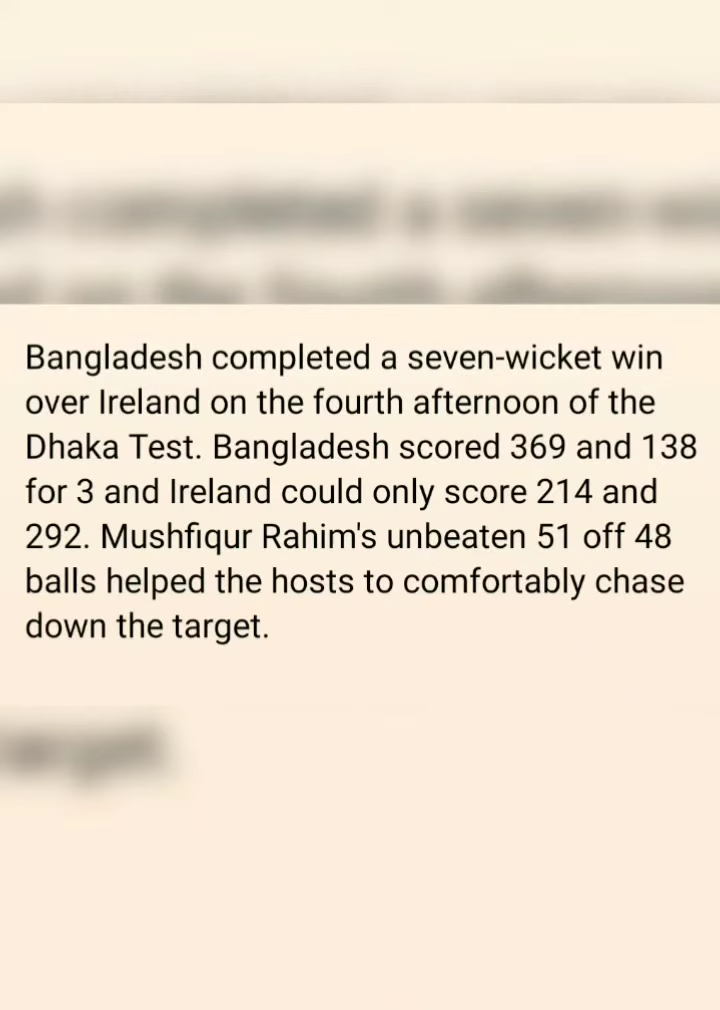 Bangladesh completed a seven-wicket win
over Ireland on the fourth afternoon of the
Dhaka Test. Bangladesh scored 369 and 138
for 3 and Ireland could only score 214 and
292. Mushfiqur Rahim's unbeaten 51 off 48
balls helped the hosts to comfortably chase
down the target.